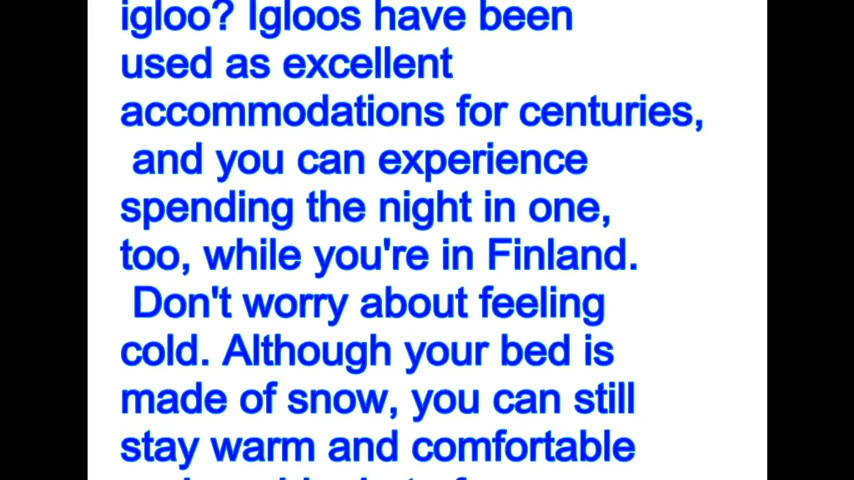 igloo? Igloos have been
used as excellent
accommodations for centuries,
and you can experience
spending the night in one,
too, while you're in Finland.
Don't worry about feeling
cold. Although your bed is
made of snow, you can still
stay warm and comfortable